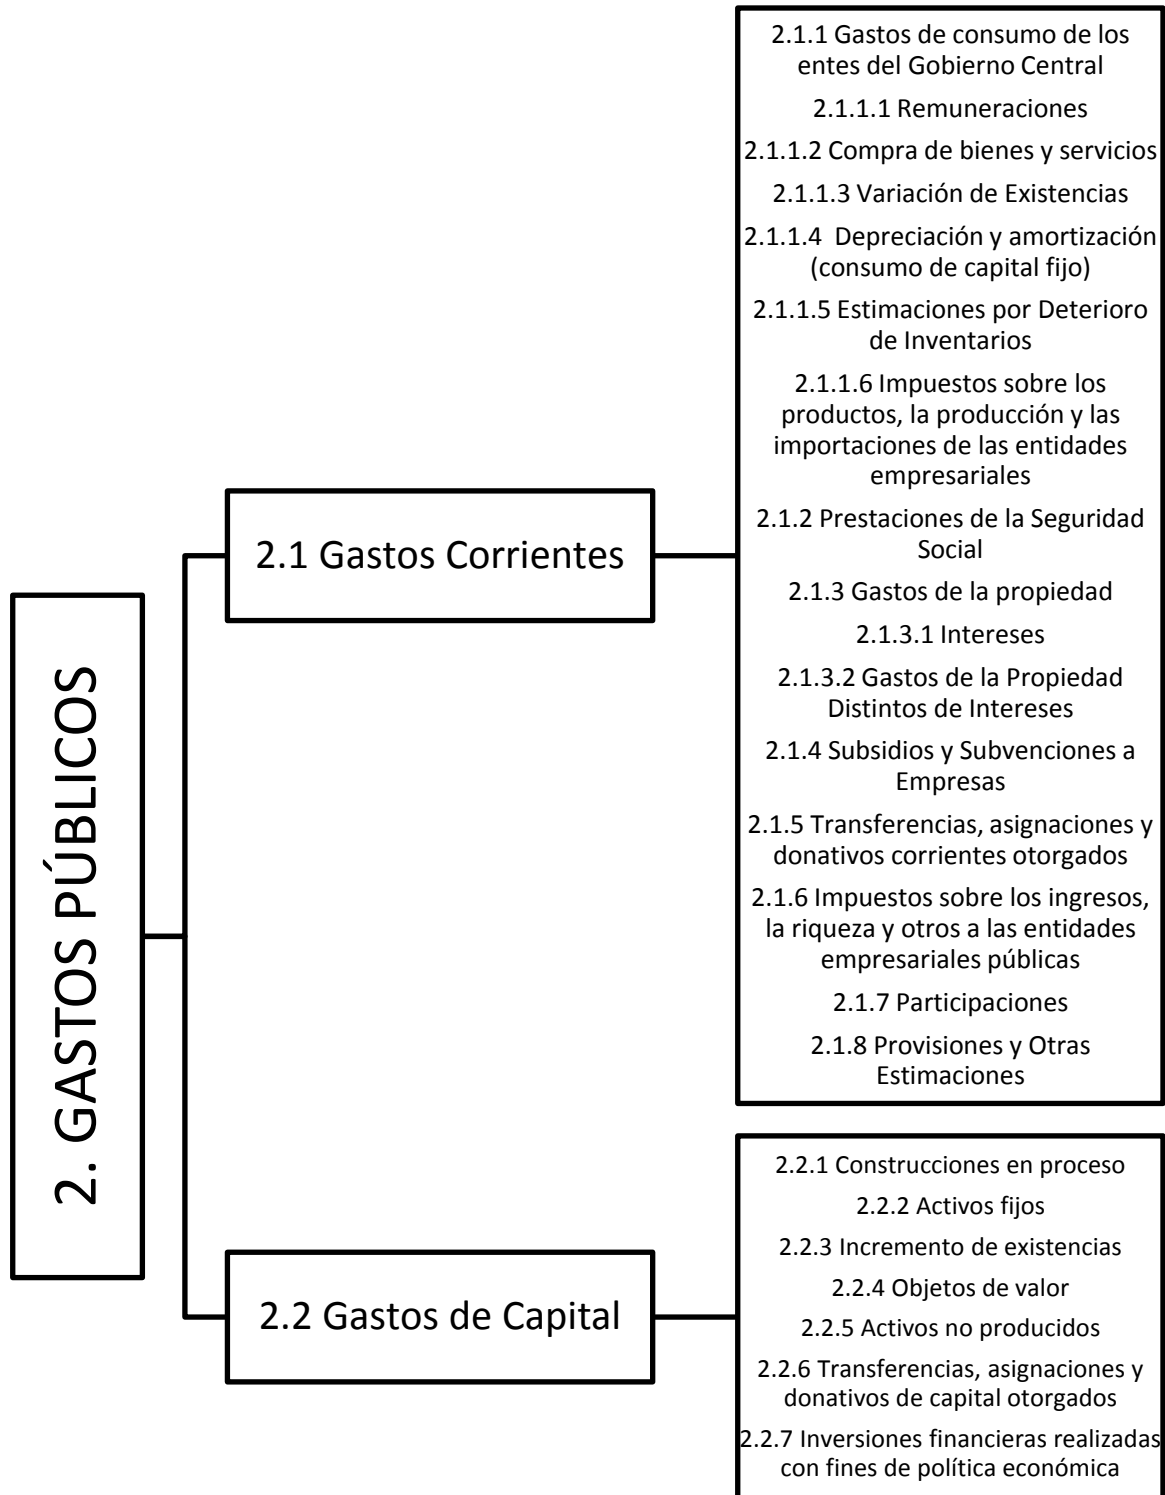 2. GASTOS PÚBLICOS
2.1 Gastos Corrientes
2.1.1 Gastos de consumo de los
entes del Gobierno Central
2.1.1.1 Remuneraciones
2.1.1.2 Compra de bienes y servicios
2.1.1.3 Variación de Existencias
2.1.1.4 Depreciación y amortización
(consumo de capital fijo)
2.1.1.5 Estimaciones por Deterioro
de Inventarios
2.1.1.6 Impuestos sobre los
productos, la producción y las
importaciones de las entidades
empresariales
2.1.2 Prestaciones de la Seguridad
Social
2.1.3 Gastos de la propiedad
2.1.3.1 Intereses
2.1.3.2 Gastos de la Propiedad
Distintos de Intereses
2.1.4 Subsidios y Subvenciones a
Empresas
2.1.5 Transferencias, asignaciones y
donativos corrientes otorgados
2.1.6 Impuestos sobre los ingresos,
la riqueza y otros a las entidades
empresariales públicas
2.1.7 Participaciones
2.1.8 Provisiones y Otras
Estimaciones
2.2 Gastos de Capital
2.2.1 Construcciones en proceso
2.2.2 Activos fijos
2.2.3 Incremento de existencias
2.2.4 Objetos de valor
2.2.5 Activos no producidos
2.2.6 Transferencias, asignaciones y
donativos de capital otorgados
2.2.7 Inversiones financieras realizadas
con fines de política económica